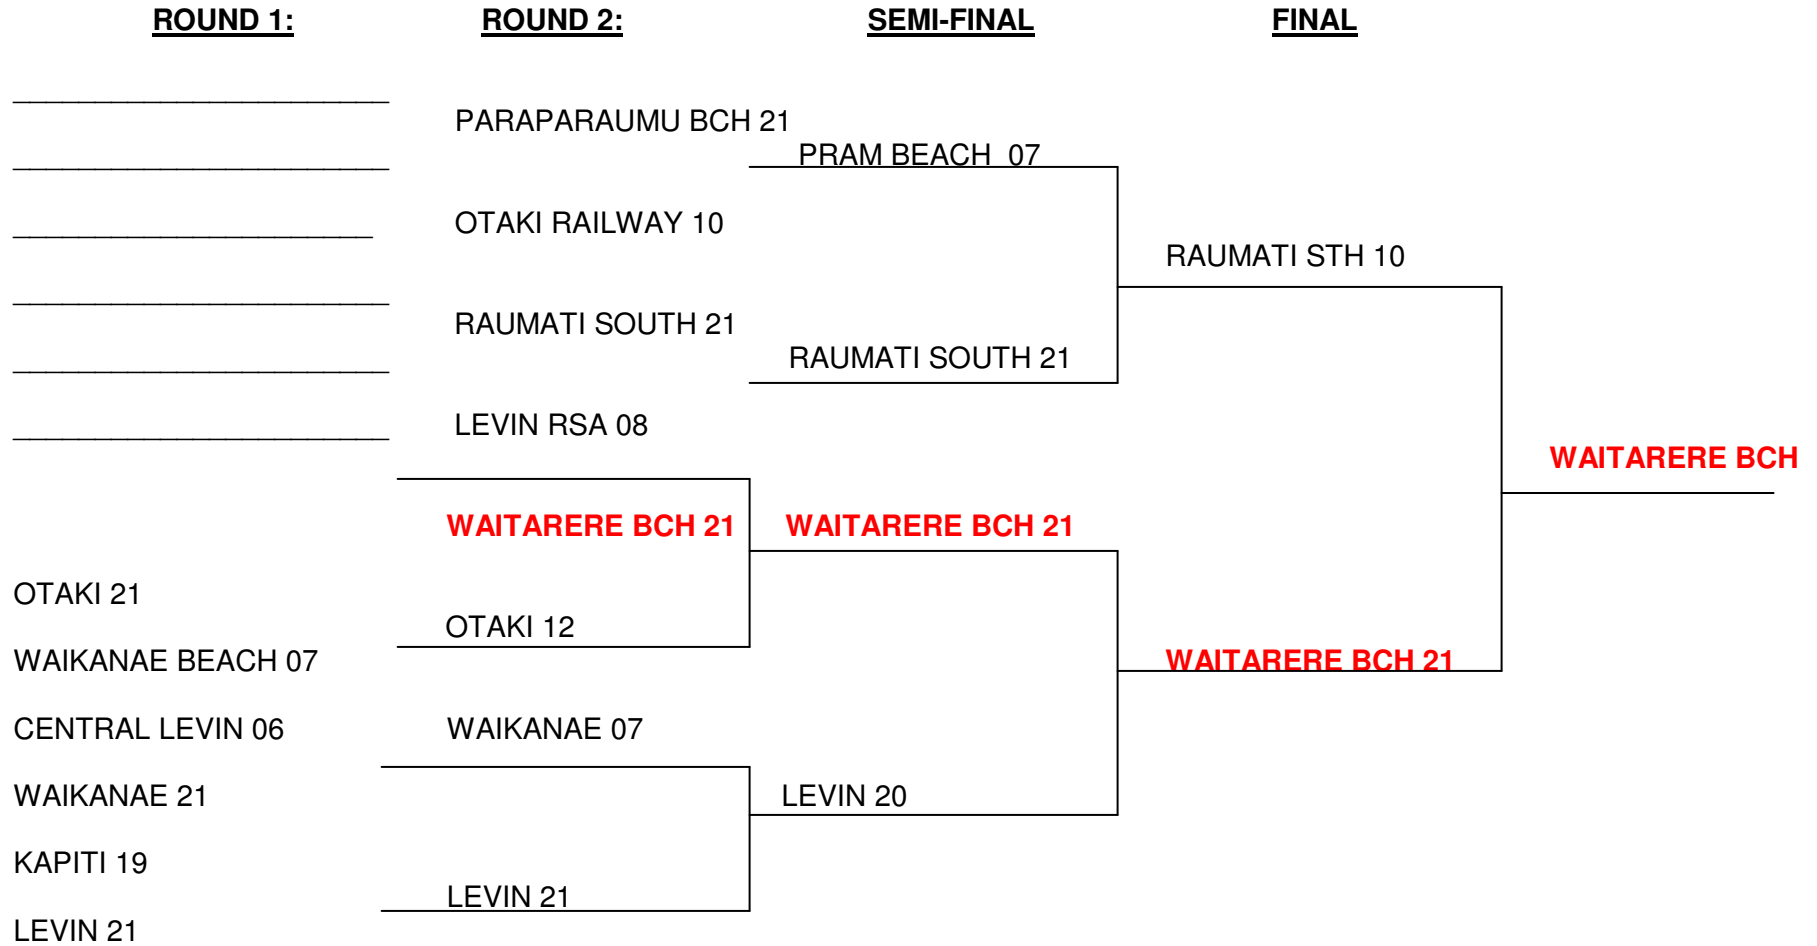 ROUND 1: ROUND 2: SEMI-FINAL FINAL
PARAPARAUMU BCH 21
PRAM BEACH 07
OTAKI RAILWAY 10
RAUMATI STH 10
RAUMATI SOUTH 21
RAUMATI SOUTH 21
LEVIN RSA 08
WAITARERE BCH
WAITARERE BCH 21 WAITARERE BCH 21
OTAKI 21
OTAKI 12
WAIKANAE BEACH 07 WAITARERE BCH 21
CENTRAL LEVIN 06 WAIKANAE 07
WAIKANAE 21 LEVIN 20
KAPITI 19
LEVIN 21
LEVIN 21